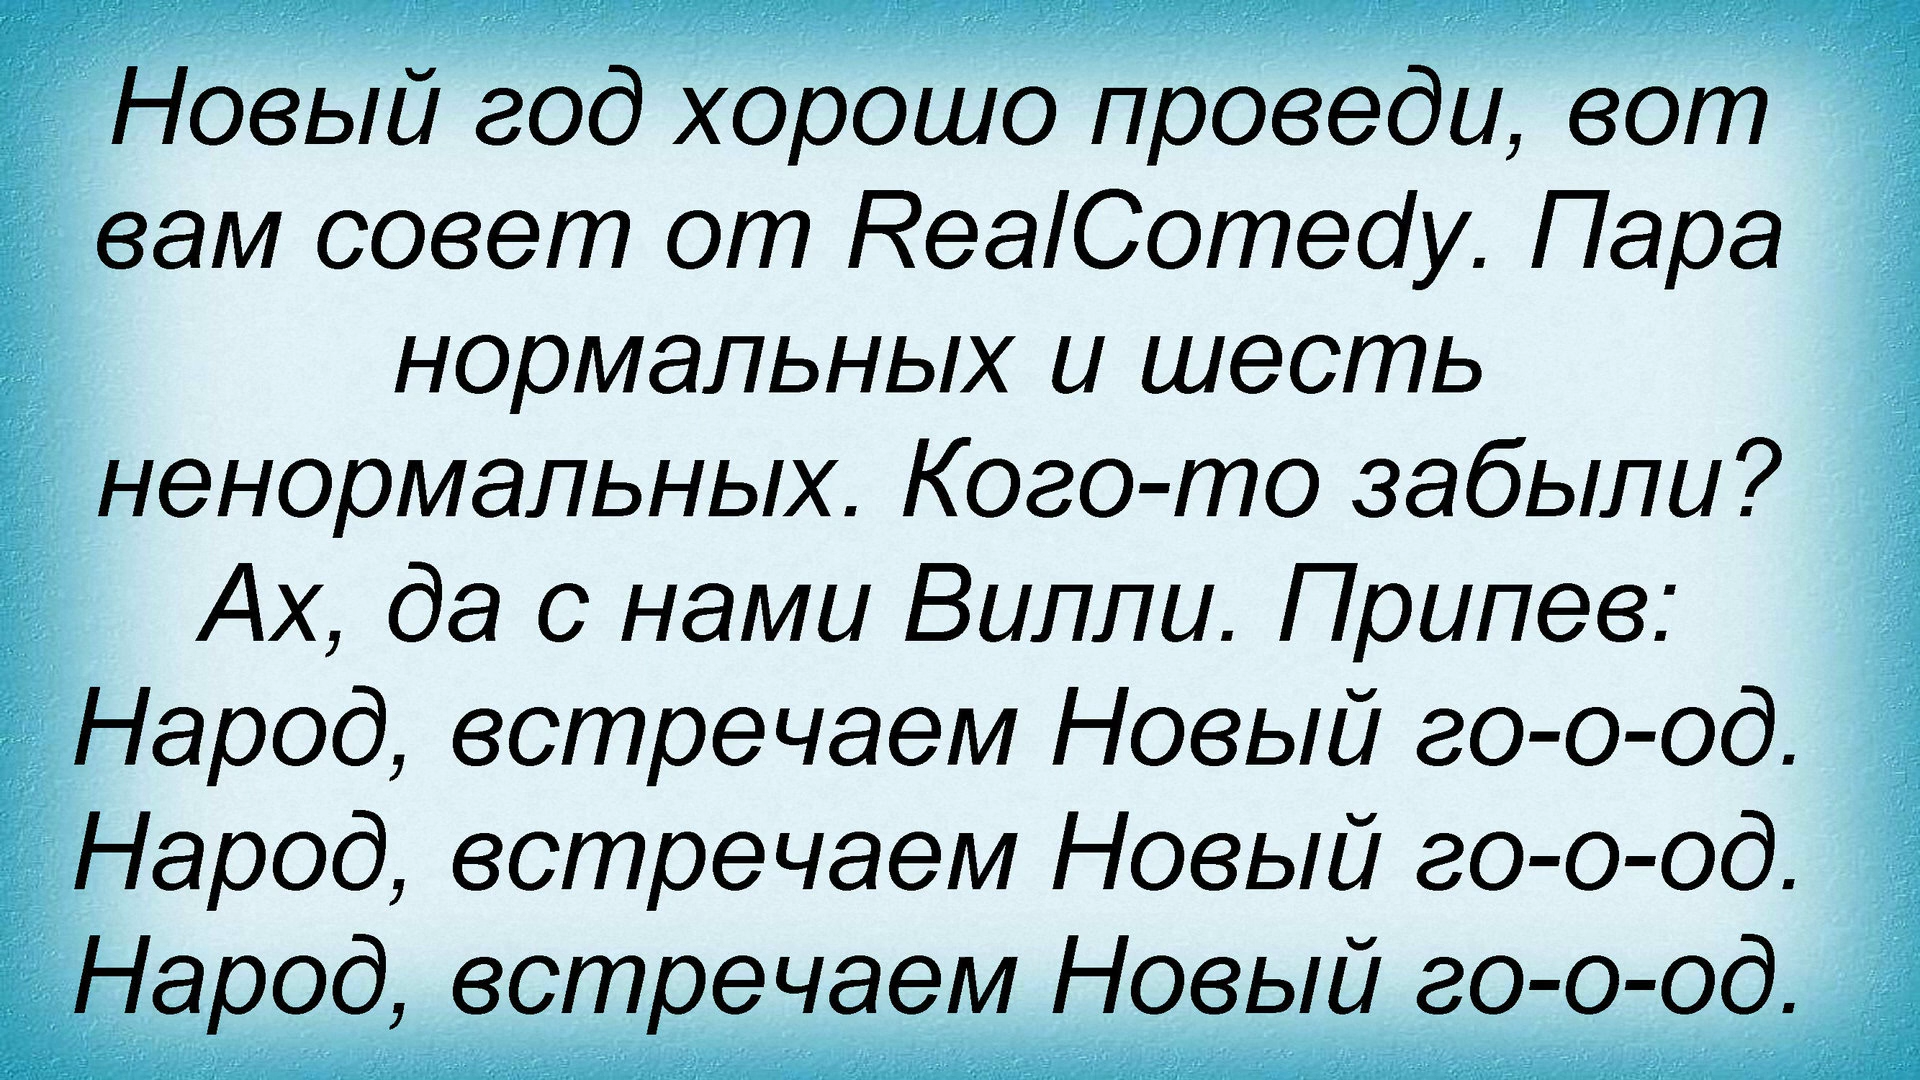 Новый год хорошо проведи, вот
вам совет от RealComedy. Пара
нормальных и шесть
ненормальных. Кого-то забыли?
Ах, да с нами Вилли. Припев:
Народ, встречаем Новый го-о-од.
Народ, встречаем Новый го-о-од.
Народ, встречаем Новый го-о-од.